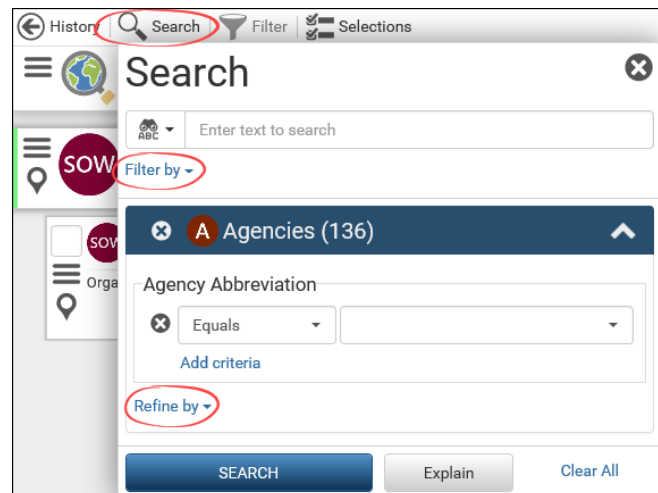 History Search Filter Selections
Search
ABC Enter text to search
SOW
Filter by
A Agencies (136)
SOW
Orga
Agency Abbreviation
Equals
Add criteria
Refine by
SEARCH Explain Clear All